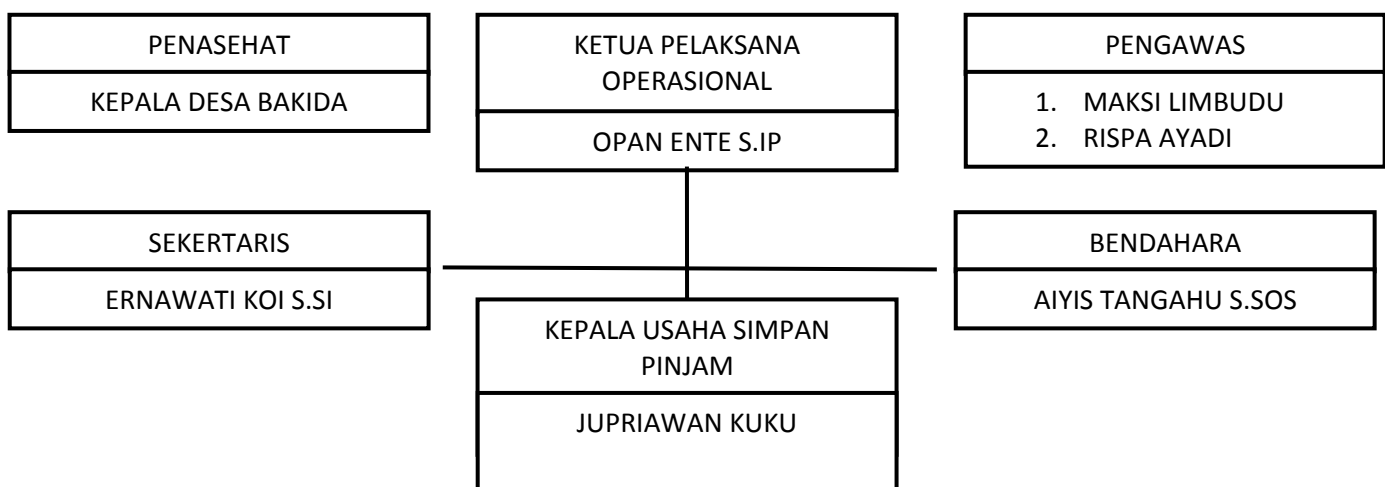 PENASEHAT
KEPALA DESA BAKIDA
KETUA PELAKSANA
OPERASIONAL
OPAN ENTE S.IP
PENGAWAS
1. MAKSI LIMBUDU
2. RISPA AYADI
SEKERTARIS
ERNAWATI KOI S.SI
BENDAHARA
AIYIS TANGAHU S.SOS
KEPALA USAHA SIMPAN
PINJAM
JUPRIAWAN KUKU